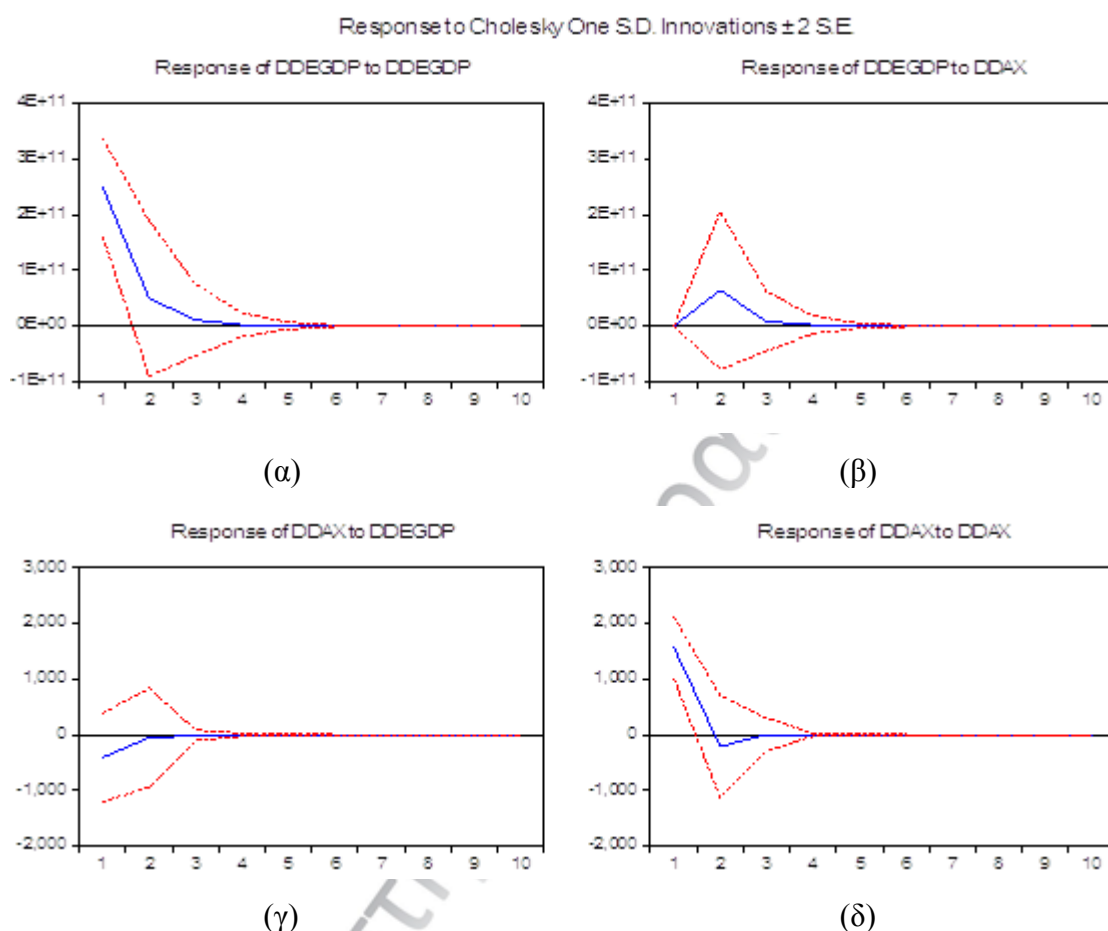 Response to Cholesky One S.D. Innovations ± 2 S.E.
Response of DDEGDP to DDEGDP
Response of DDEGDP to DDAX
4E+11
3E+11
2E+11
1E+11
0E+00
-1E+11
1 2 3 4 5 6 7 8 9 10
4E+11
3E+11
2E+11
1E+11
0E+00
-1E+11
1 2 3 4 5 6 7 8 9 10
(α)
(β)
Response of DDAX to DDEGDP
Response of DDAX to DDAX
3,000
2,000
1,000
0
-1,000
-2,000
1 2 3 4 5 6 7 8 9 10
3,000
2,000
1,000
0
-1,000
-2,000
1 2 3 4 5 6 7 8 9 10
(γ)
(δ)